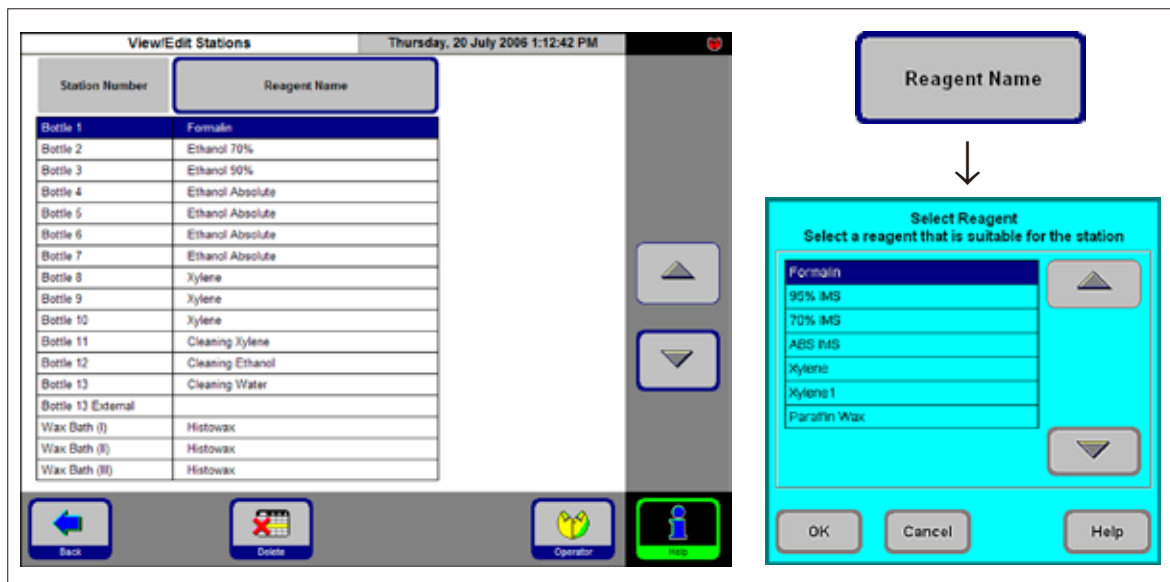 View/Edit Stations Thursday, 20 July 2006 1:12:42 PM
Station Number Reagent Name
Bottle 1 Formalin
Bottle 2 Ethanol 70%
Bottle 3 Ethanol 90%
Bottle 4 Ethanol Absolute
Bottle 5 Ethanol Absolute
Bottle 6 Ethanol Absolute
Bottle 7 Ethanol Absolute
Bottle 8 Xylene
Bottle 9 Xylene
Bottle 10 Xylene
Bottle 11 Cleaning Xylene
Bottle 12 Cleaning Ethanol
Bottle 13 Cleaning Water
Bottle 13 External
Wax Bath (I) Histowax
Wax Bath (II) Histowax
Wax Bath (III) Histowax
Back Delete Operator Help
Reagent Name
Select Reagent
Select a reagent that is suitable for the station
Formalin
95% IMS
70% IMS
ABS IMS
Xylene
Xylene1
Paraffin Wax
OK Cancel Help